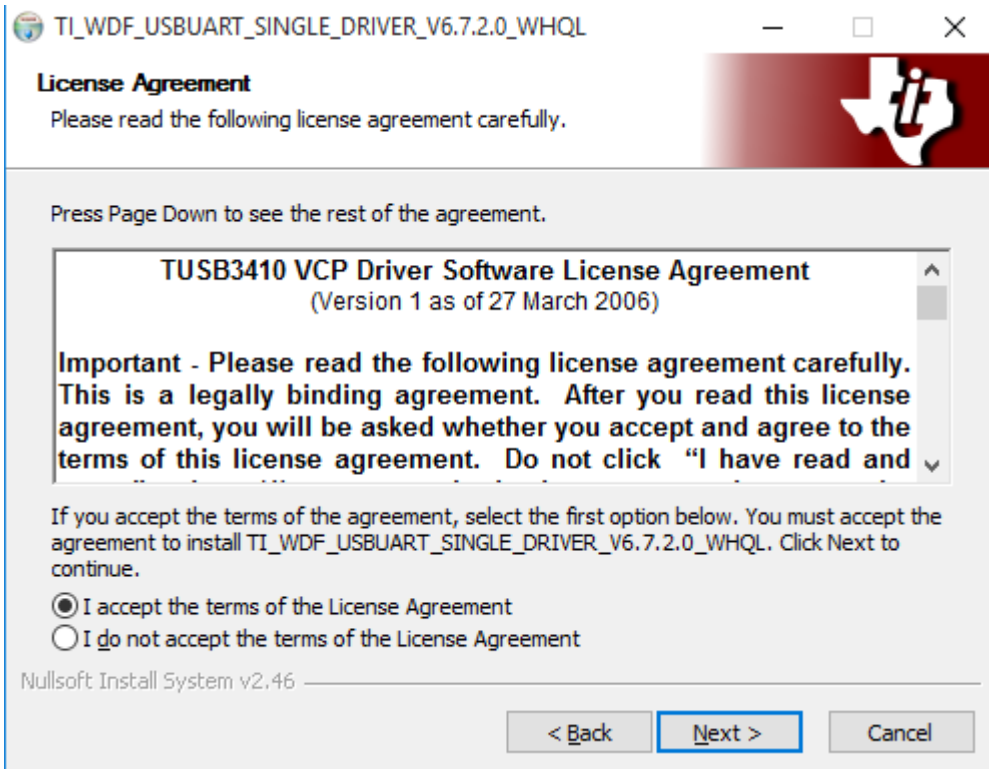 TI_WDF_USBUART_SINGLE_DRIVER_V6.7.2.0_WHQL
License Agreement
Please read the following license agreement carefully.
ti
Press Page Down to see the rest of the agreement.
TUSB3410 VCP Driver Software License Agreement
(Version 1 as of 27 March 2006)
Important - Please read the following license agreement carefully.
This is a legally binding agreement. After you read this license
agreement, you will be asked whether you accept and agree to the
terms of this license agreement. Do not click “I have read and
If you accept the terms of the agreement, select the first option below. You must accept the
agreement to install TI_WDF_USBUART_SINGLE_DRIVER_V6.7.2.0_WHQL. Click Next to
continue.
I accept the terms of the License Agreement
I do not accept the terms of the License Agreement
Nullsoft Install System v2.46
< Back
Next >
Cancel